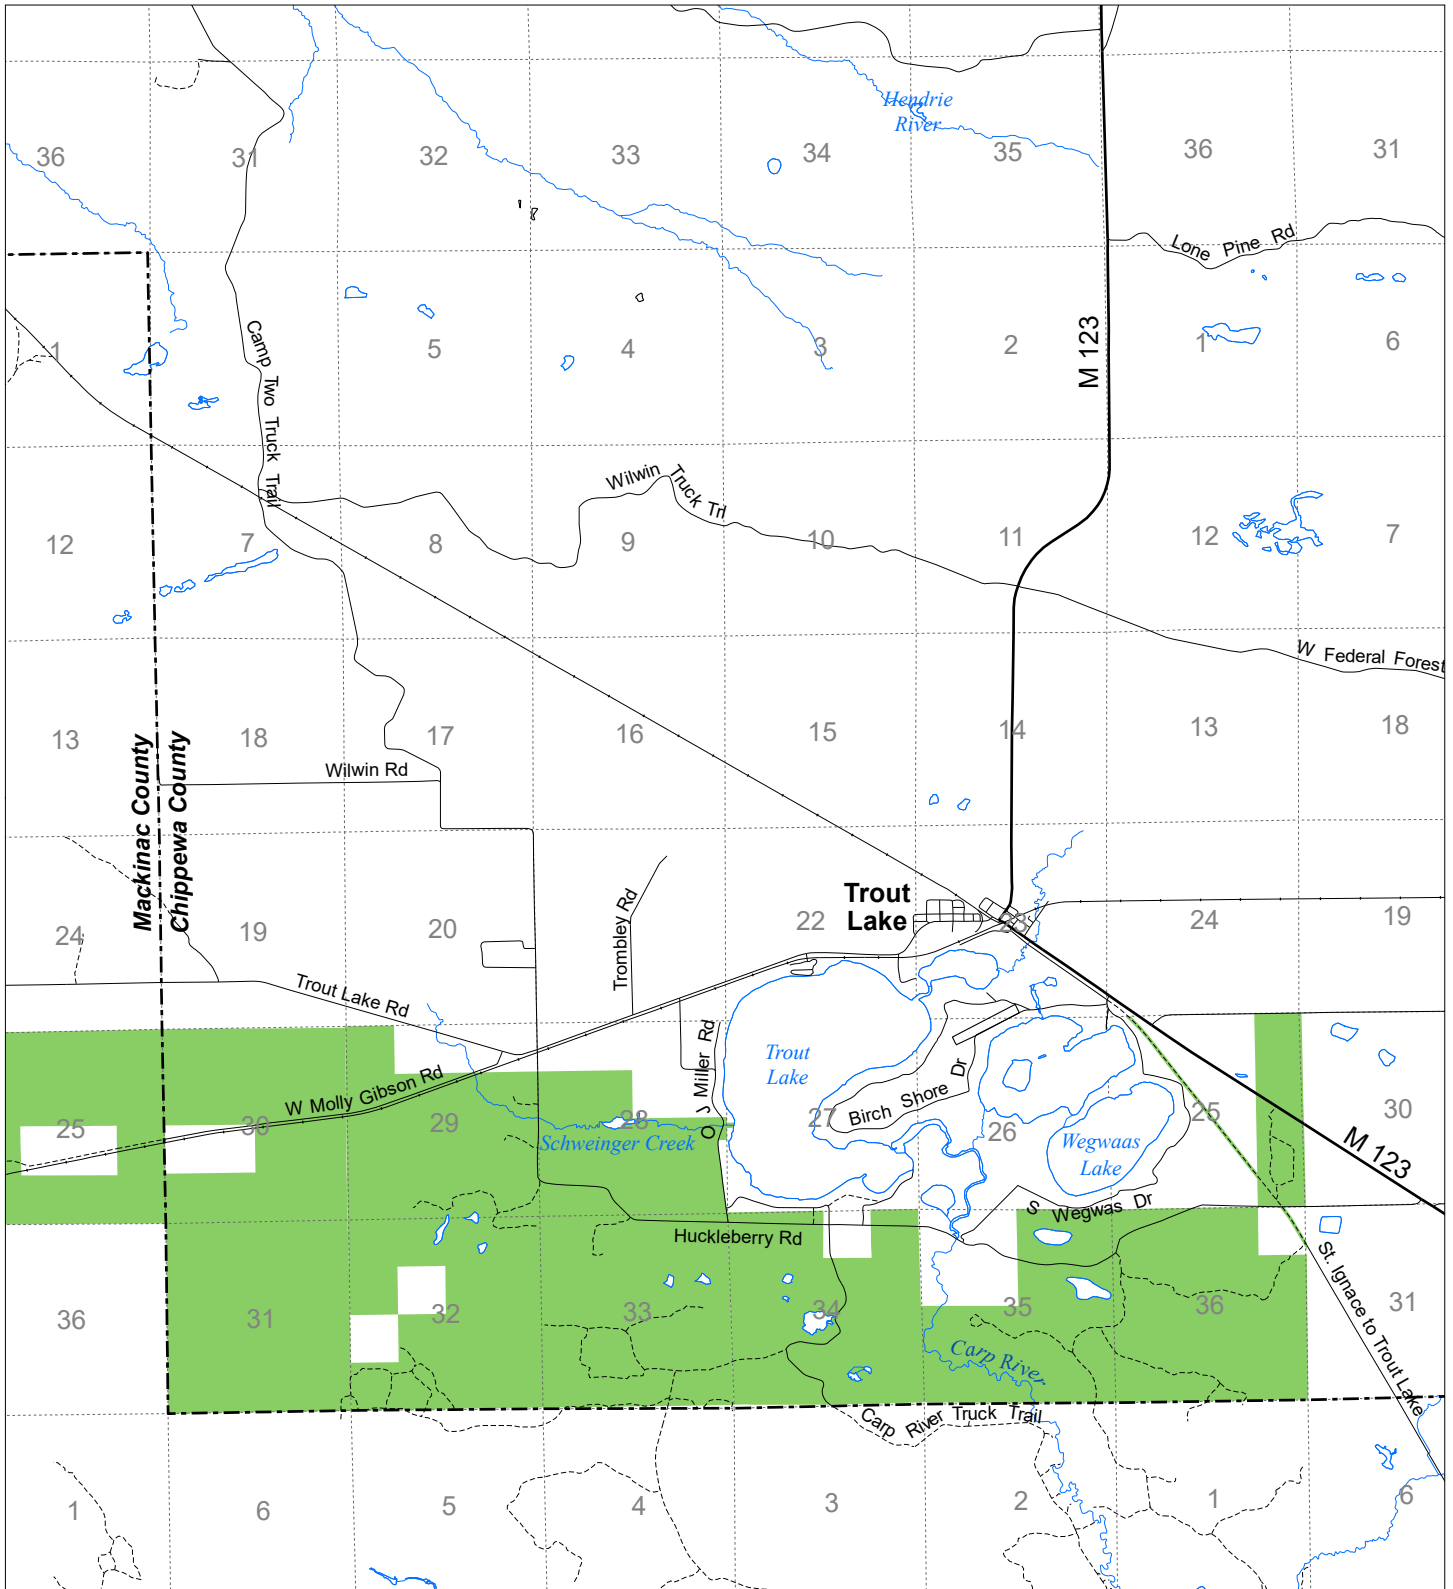 Hendrie
River
36
31
32
33
34
35
36
31
Lone Pine Rd
M 123
1
5
4
3
2
1
6
Camp Two Truck Trail
Wilwin Truck Trl
12
7
8
9
10
11
12
7
W Federal Forest
13
18
17
16
15
14
13
18
Mackinac County
Chippewa County
Wilwin Rd
Trout
Lake
24
19
20
Trombley Rd
22
23
24
19
Trout Lake Rd
O J Miller Rd
Trout
Lake
Birch Shore Dr
W Molly Gibson Rd
25
30
29
28
27
26
25
30
Schweinger Creek
Wegwaas
Lake
M 123
S Wegwas Dr
Huckleberry Rd
St. Ignace to Trout Lake
36
31
32
33
34
35
36
31
Carp River
Carp River Truck Trail
1
6
5
4
3
2
1
6